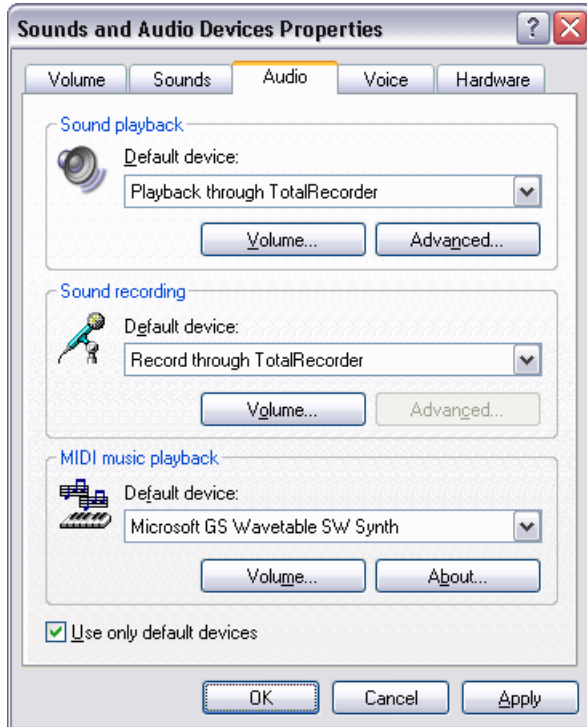 Sounds and Audio Devices Properties
Volume Sounds Audio Voice Hardware
Sound playback
Default device:
Playback through TotalRecorder
Volume... Advanced...
Sound recording
Default device:
Record through TotalRecorder
Volume... Advanced...
MIDI music playback
Default device:
Microsoft GS Wavetable SW Synth
Volume... About...
Use only default devices
OK Cancel Apply